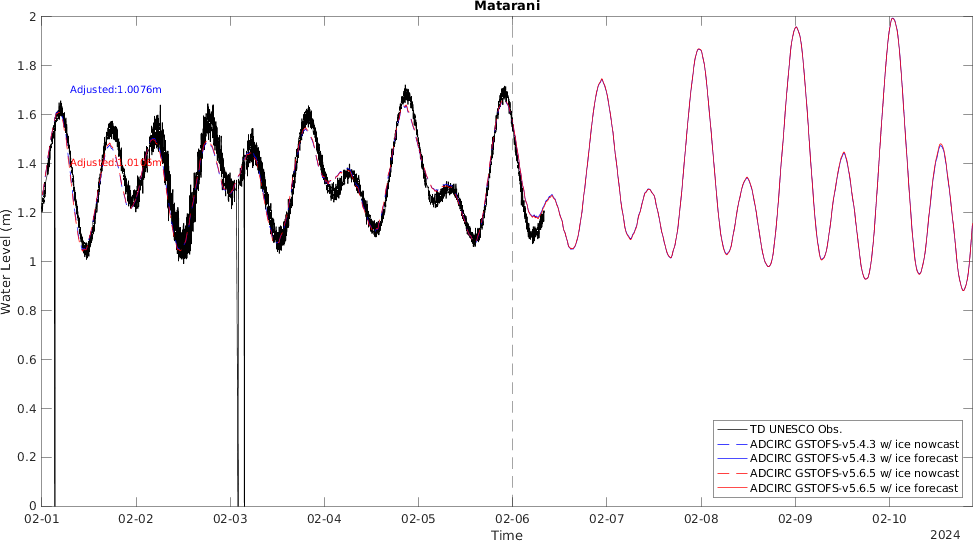 Matarani
2
1.8
1.6
1.4
1.2
1
0.8
0.6
0.4
0.2
0
Water Level (m)
Adjusted:1.0076m
02-01
02-02
02-03
02-04
02-05
02-06
02-07
02-08
02-09
02-10
Time
2024
TD UNESCO Obs.
ADCIRC GSTOFS-v5.4.3 w/ ice nowcast
ADCIRC GSTOFS-v5.4.3 w/ ice forecast
ADCIRC GSTOFS-v5.6.5 w/ ice nowcast
ADCIRC GSTOFS-v5.6.5 w/ ice forecast